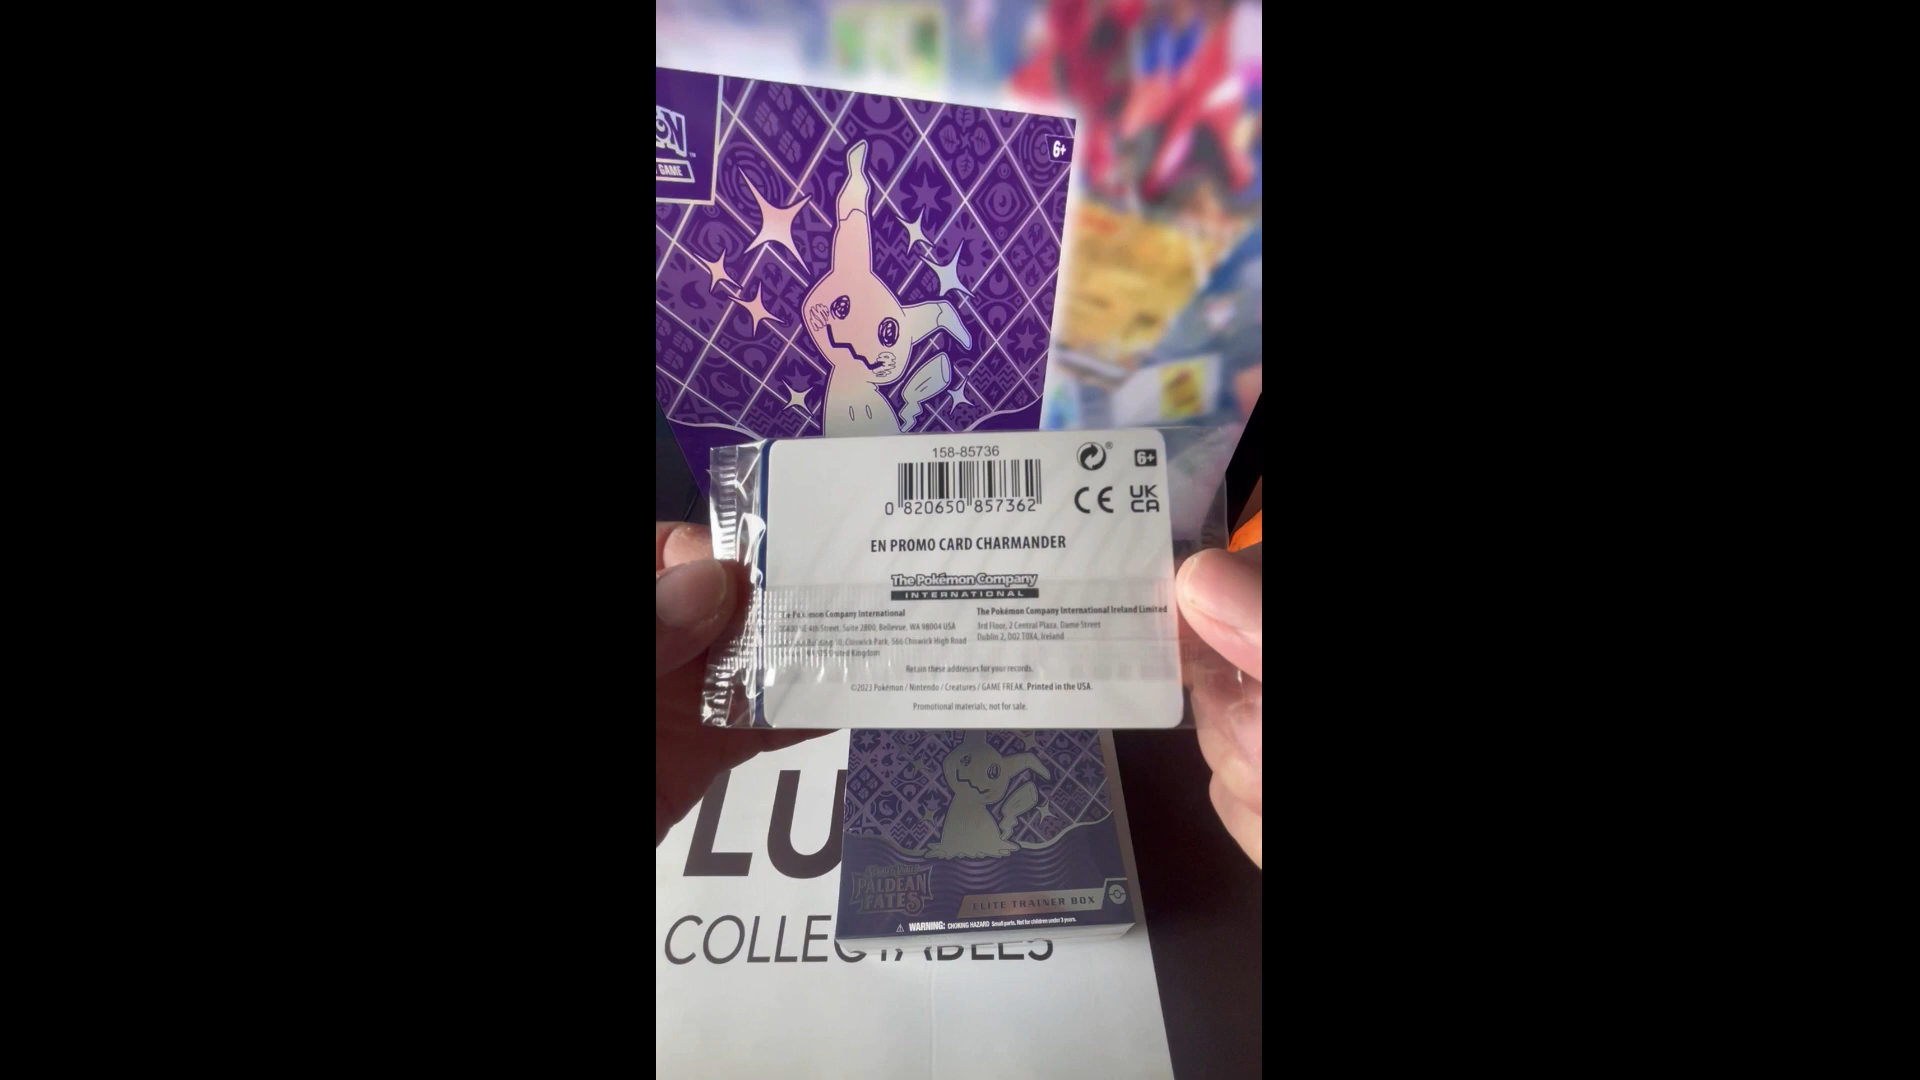 ON
GAME
6+
158-85736
0 820650 857362
6+
CE
UK
CA
EN PROMO CARD CHARMANDER
The Pokémon Company
INTERNATIONAL
Pokémon Company International
The Pokémon Company International Ireland Limited
4th Street, Suite 2800, Bellevue, WA 98004 USA
3rd Floor, 2 Central Plaza, Dame Street
Building 10, Chiswick Park, 566 Chiswick High Road
Dublin 2, D02 T0X4, Ireland
United Kingdom
Retain these addresses for your records.
©2023 Pokémon / Nintendo / Creatures / GAME FREAK. Printed in the USA.
Promotional materials; not for sale.
LU
PALDEAN
FATES
ELITE TRAINER BOX
WARNING: CHOKING HAZARD Small parts. Not for children under 3 years.
COLLECTABLES